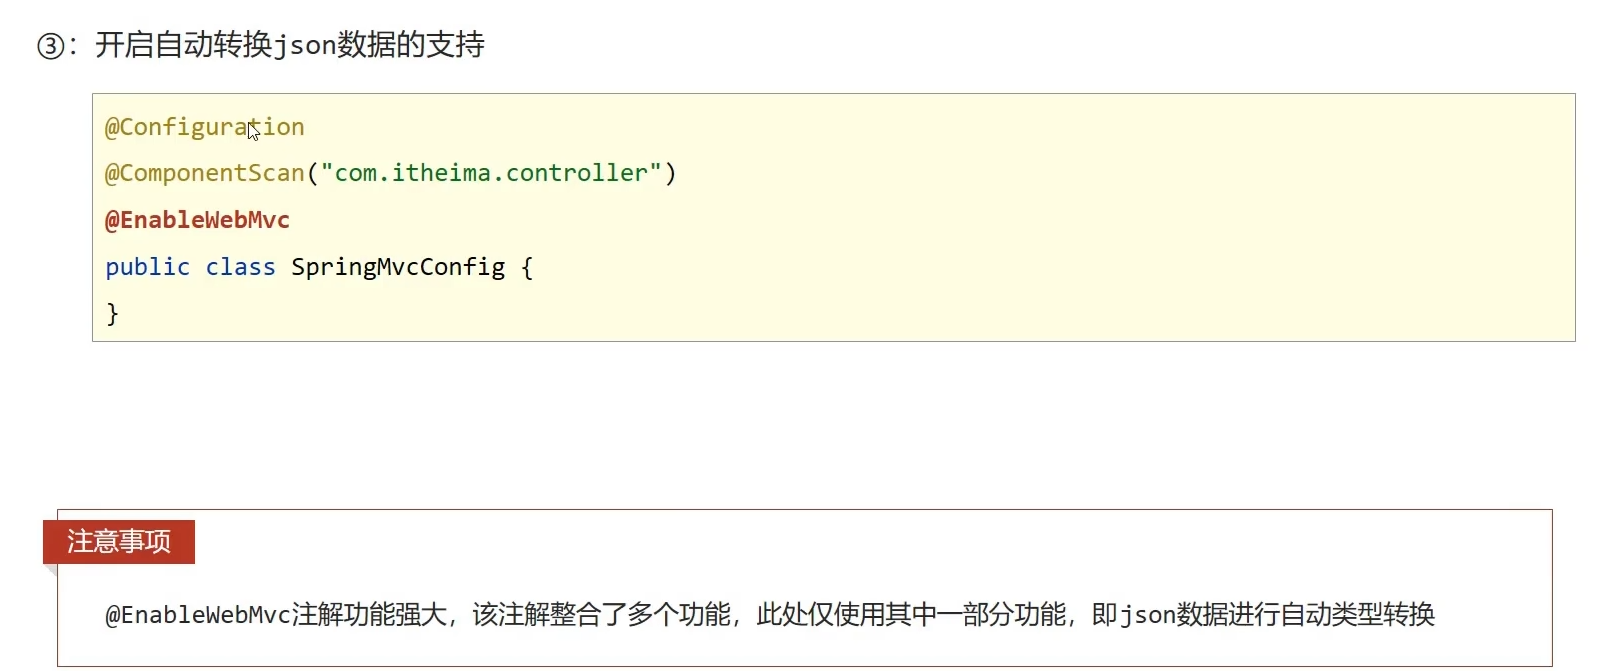 ③：开启自动转换json数据的支持
@Configuration
@ComponentScan("com.itheima.controller")
@EnableWebMvc
public class SpringMvcConfig {
}
注意事项
@EnableWebMvc注解功能强大，该注解整合了多个功能，此处仅使用其中一部分功能，即json数据进行自动类型转换